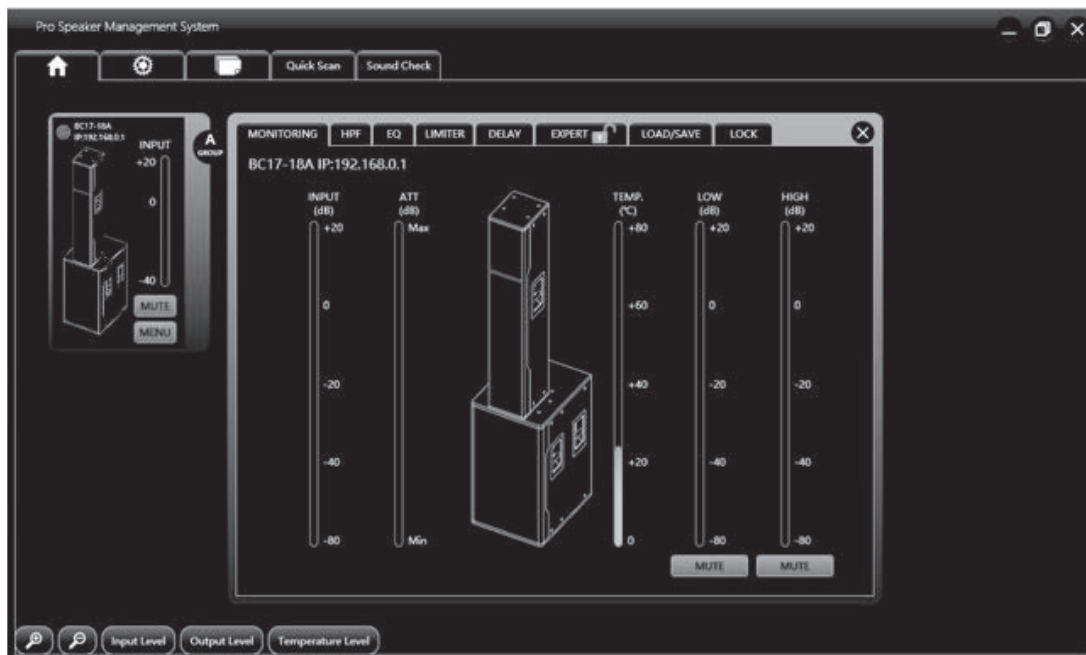 Pro Speaker Management System
Quick Scan Sound Check
BC17-18A
IP:192.168.0.1
INPUT
+20
0
-40
MUTE
MENU
A
GROUP
MONITORING HPF EQ LIMITER DELAY EXPERT LOAD/SAVE LOCK
BC17-18A IP:192.168.0.1
INPUT ATT TEMP. LOW HIGH
(dB) (dB) (℃) (dB) (dB)
+20 Max +80 +20 +20
0 +60 0 0
-20 +40 -20 -20
-40 +20 -40 -40
-80 Min 0 -80 -80
MUTE MUTE
Input Level Output Level Temperature Level